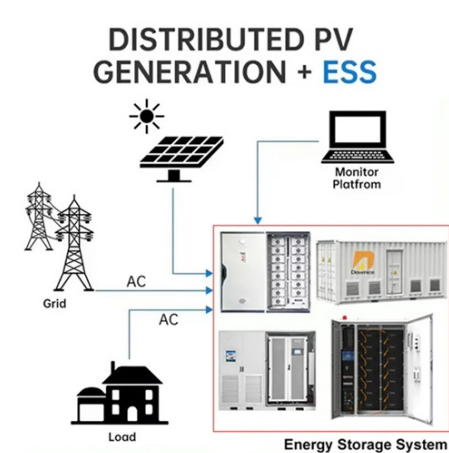 DISTRIBUTED PV
GENERATION + ESS
Monitor
Platfrom
Grid
AC
AC
Load
Energy Storage System